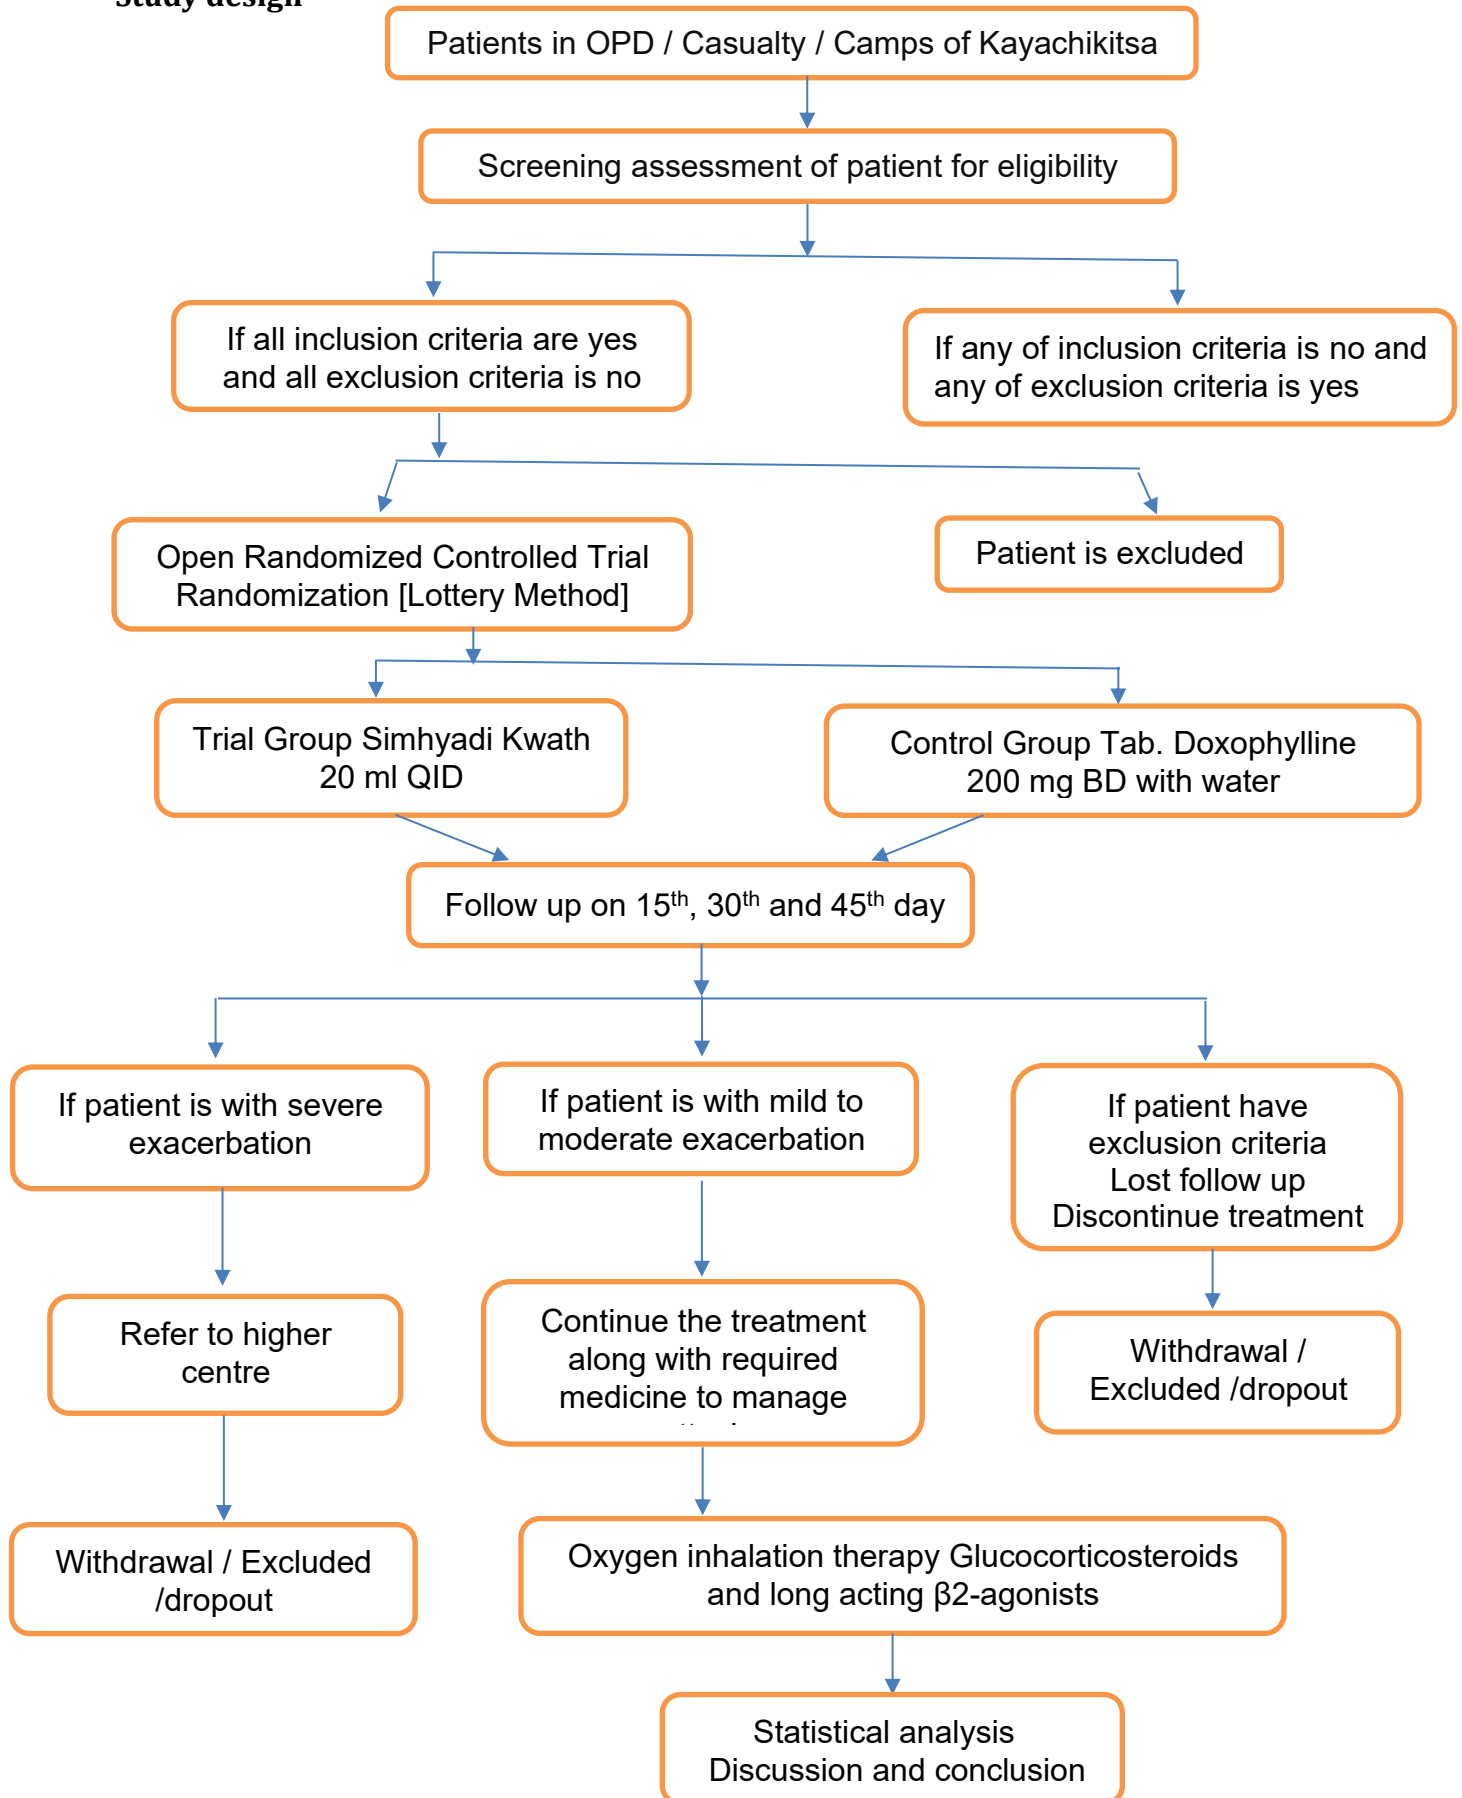 Study design
Patients in OPD / Casualty / Camps of Kayachikitsa
Screening assessment of patient for eligibility
If all inclusion criteria are yes
and all exclusion criteria is no
If any of inclusion criteria is no and
any of exclusion criteria is yes
Open Randomized Controlled Trial
Randomization [Lottery Method]
Patient is excluded
Trial Group Simhyadi Kwath
20 ml QID
Control Group Tab. Doxophylline
200 mg BD with water
Follow up on 15th, 30th and 45th day
If patient is with severe
exacerbation
If patient is with mild to
moderate exacerbation
If patient have
exclusion criteria
Lost follow up
Discontinue treatment
Refer to higher
centre
Continue the treatment
along with required
medicine to manage
Withdrawal /
Excluded /dropout
Withdrawal / Excluded
/dropout
Oxygen inhalation therapy Glucocorticosteroids
and long acting β2-agonists
Statistical analysis
Discussion and conclusion